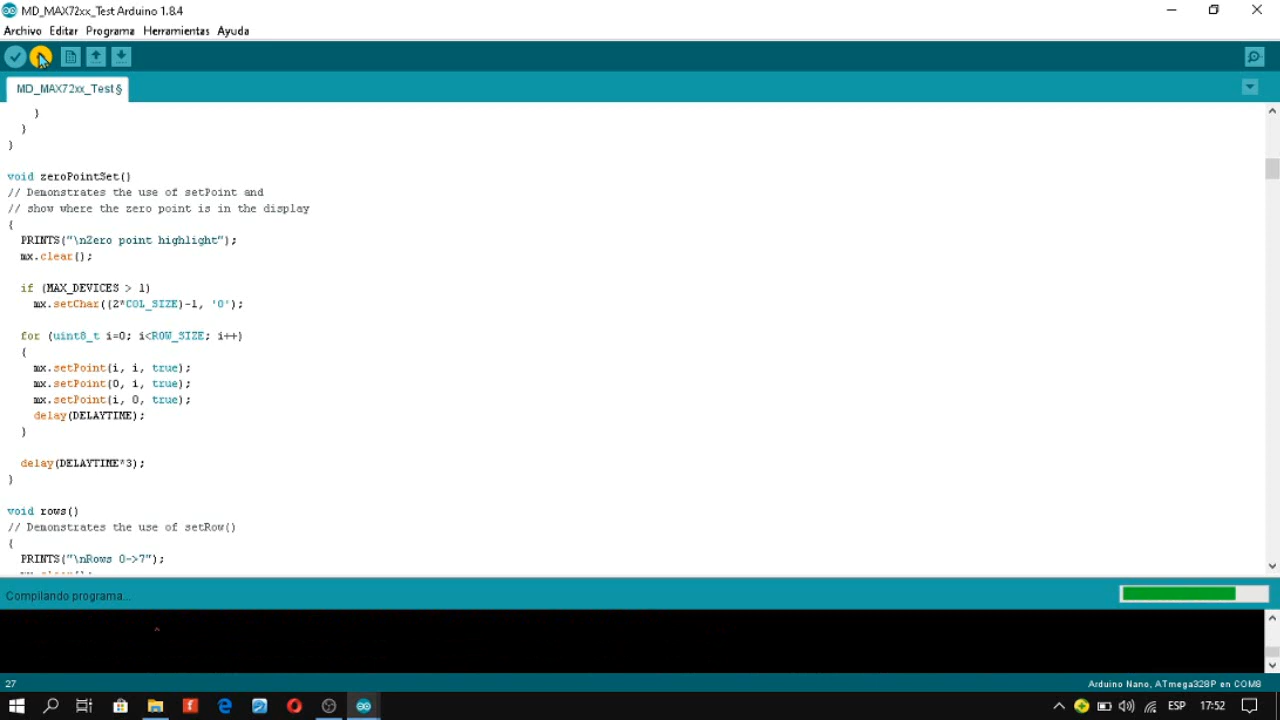 MD_MAX72xx_Test Arduino 1.8.4
Archivo Editar Programa Herramientas Ayuda
MD_MAX72xx_Test§
}
}
}
void zeroPointSet()
// Demonstrates the use of setPoint and
// show where the zero point is in the display
{
PRINTS("\nZero point highlight");
mx.clear();
if (MAX_DEVICES > 1)
mx.setChar((2*COL_SIZE)-1, '0');
for (uint8_t i=0; i<ROW_SIZE; i++)
{
mx.setPoint(i, i, true);
mx.setPoint(0, i, true);
mx.setPoint(i, 0, true);
delay(DELAYTIME);
}
delay(DELAYTIME*3);
}
void rows()
// Demonstrates the use of setRow()
{
PRINTS("\nRows 0->7");
mx.clear();
Compilando programa...
^
27
Arduino Nano, ATmega328P en COM8
ESP 17:52